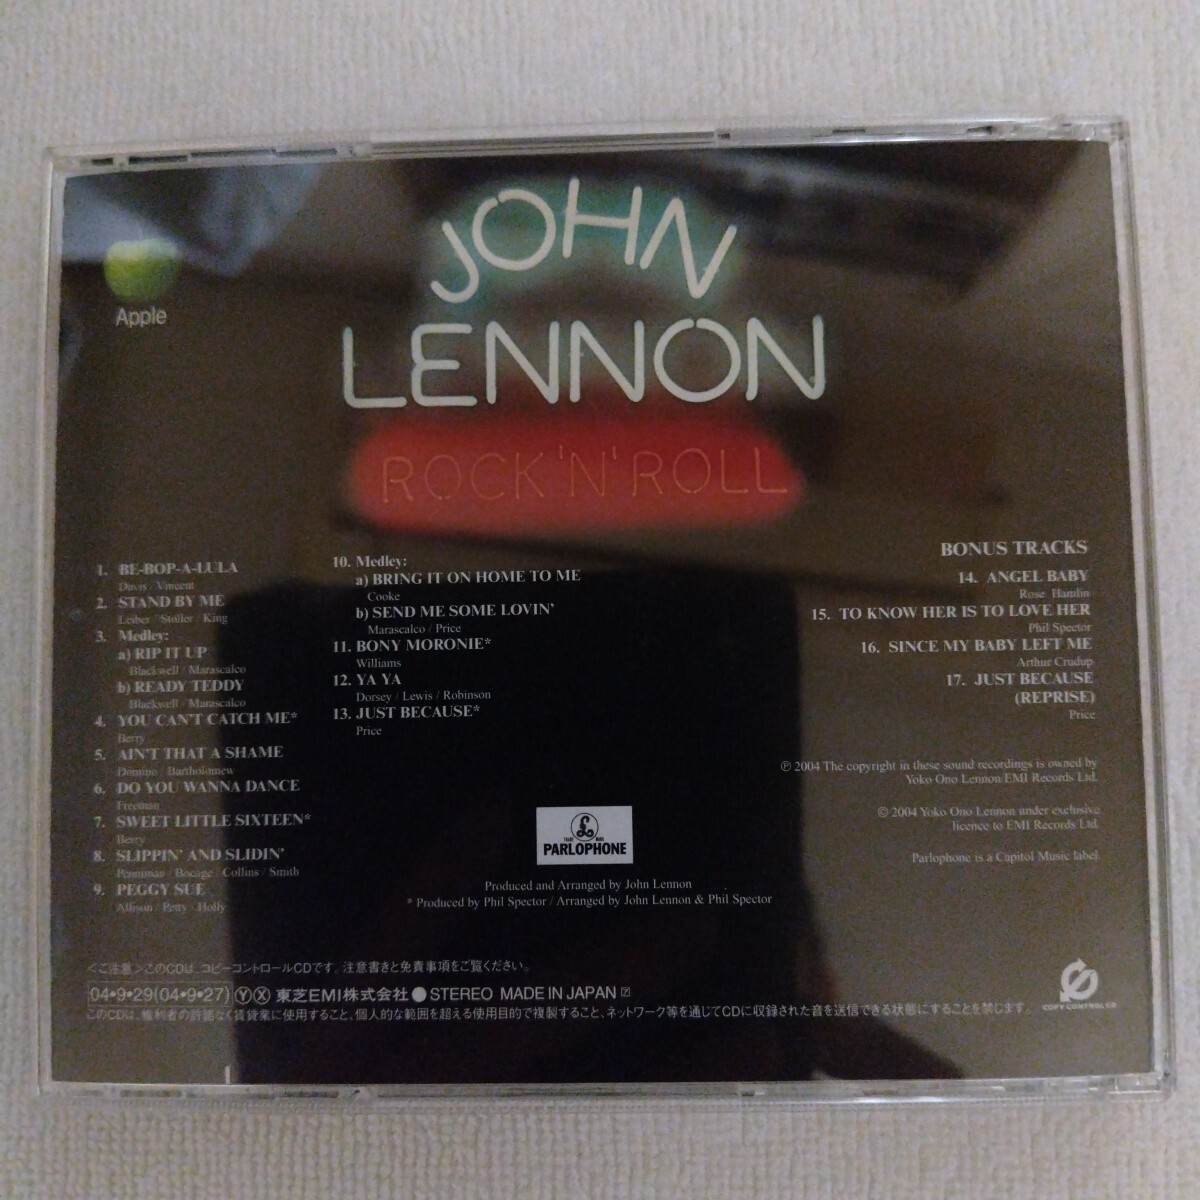 JOHN
LENNON
ROCK 'N' ROLL
Apple
1. BE-BOP-A-LULA
Davis / Vincent
2. STAND BY ME
Leiber / Stoller / King
3. Medley:
a) RIP IT UP
Blackwell / Marascalco
b) READY TEDDY
Blackwell / Marascalco
4. YOU CAN'T CATCH ME*
Berry
5. AIN'T THAT A SHAME
Domino / Bartholomew
6. DO YOU WANNA DANCE
Freeman
7. SWEET LITTLE SIXTEEN*
Berry
8. SLIPPIN' AND SLIDIN'
Penniman / Bocage / Collins / Smith
9. PEGGY SUE
Allison / Petty / Holly
10. Medley:
a) BRING IT ON HOME TO ME
Cooke
b) SEND ME SOME LOVIN'
Marascalco / Price
11. BONY MORONIE*
Williams
12. YA YA
Dorsey / Lewis / Robinson
13. JUST BECAUSE*
Price
BONUS TRACKS
14. ANGEL BABY
Rose Hamlin
15. TO KNOW HER IS TO LOVE HER
Phil Spector
16. SINCE MY BABY LEFT ME
Arthur Crudup
17. JUST BECAUSE
(REPRISE)
Price
℗ 2004 The copyright in these sound recordings is owned by
Yoko Ono Lennon/EMI Records Ltd.
© 2004 Yoko Ono Lennon under exclusive
licence to EMI Records Ltd.
Parlophone is a Capitol Music label.
TRADE MARK
PARLOPHONE
Produced and Arranged by John Lennon
* Produced by Phil Spector / Arranged by John Lennon & Phil Spector
<ご注意>このCDは、コピーコントロールCDです。注意書きと免責事項をご覧ください。
04•9•29(04•9•27) Ⓨ Ⓧ 東芝EMI株式会社 ● STEREO MADE IN JAPAN
このCDは、権利者の許諾なく賃貸業に使用すること、個人的な範囲を超える使用目的で複製すること、ネットワーク等を通じてCDに収録された音を送信できる状態にすることを禁じます。
COPY CONTROL CD